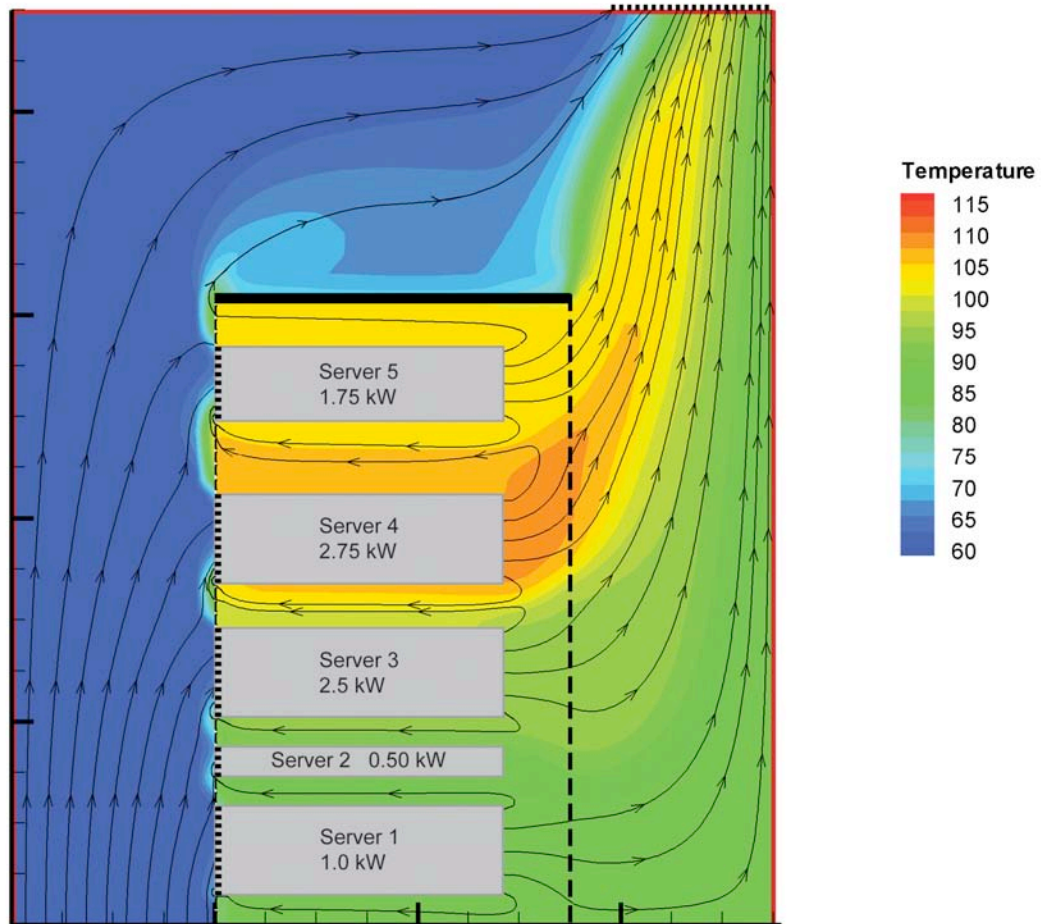 Temperature
115
110
105
100
95
90
85
80
75
70
65
60
Server 5
1.75 kW
Server 4
2.75 kW
Server 3
2.5 kW
Server 2 0.50 kW
Server 1
1.0 kW